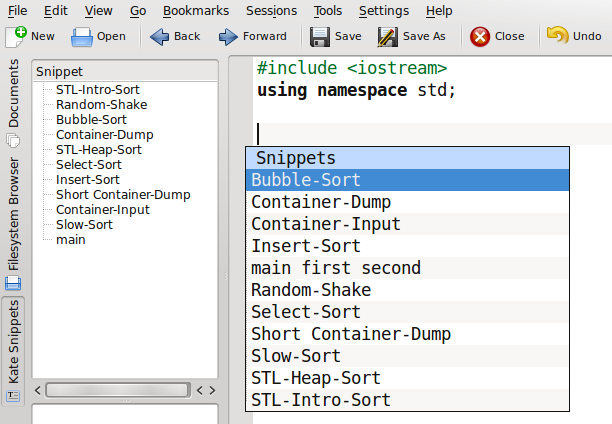 File Edit View Go Bookmarks Sessions Tools Settings Help
New Open Back Forward Save Save As Close Undo
Documents
Filesystem Browser
Kate Snippets
Snippet
STL-Intro-Sort
Random-Shake
Bubble-Sort
Container-Dump
STL-Heap-Sort
Select-Sort
Insert-Sort
Short Container-Dump
Container-Input
Slow-Sort
main
#include <iostream>
using namespace std;
Snippets
Bubble-Sort
Container-Dump
Container-Input
Insert-Sort
main first second
Random-Shake
Select-Sort
Short Container-Dump
Slow-Sort
STL-Heap-Sort
STL-Intro-Sort